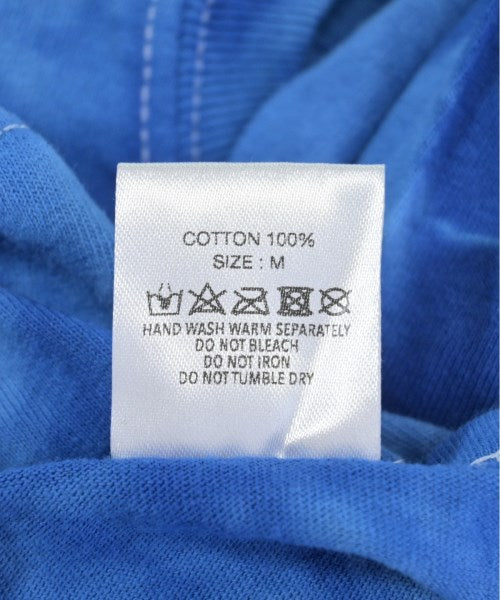 COTTON 100%
SIZE : M
HAND WASH WARM SEPARATELY
DO NOT BLEACH
DO NOT IRON
DO NOT TUMBLE DRY